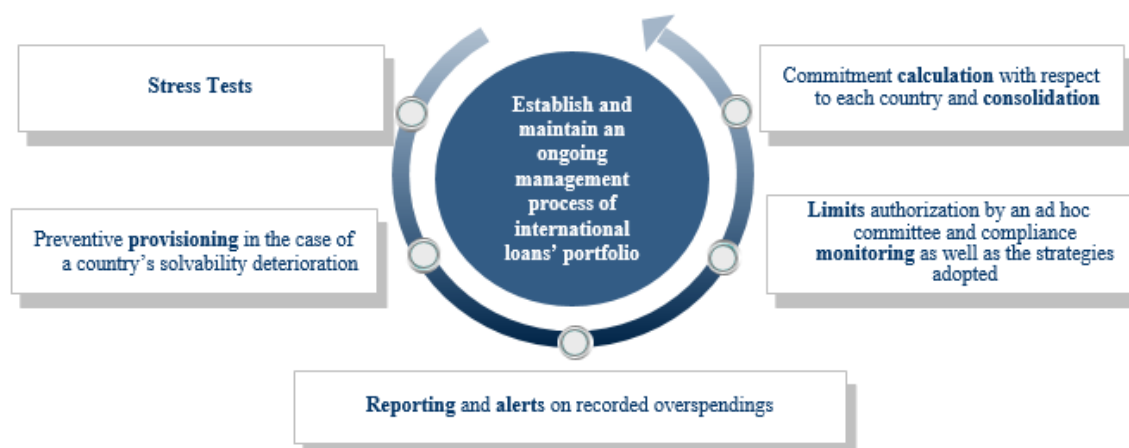 Stress Tests
Establish and
maintain an
ongoing
management
process of
international
loans’ portfolio
Commitment calculation with respect
to each country and consolidation
Preventive provisioning in the case of
a country’s solvability deterioration
Limits authorization by an ad hoc
committee and compliance
monitoring as well as the strategies
adopted
Reporting and alerts on recorded overspendings